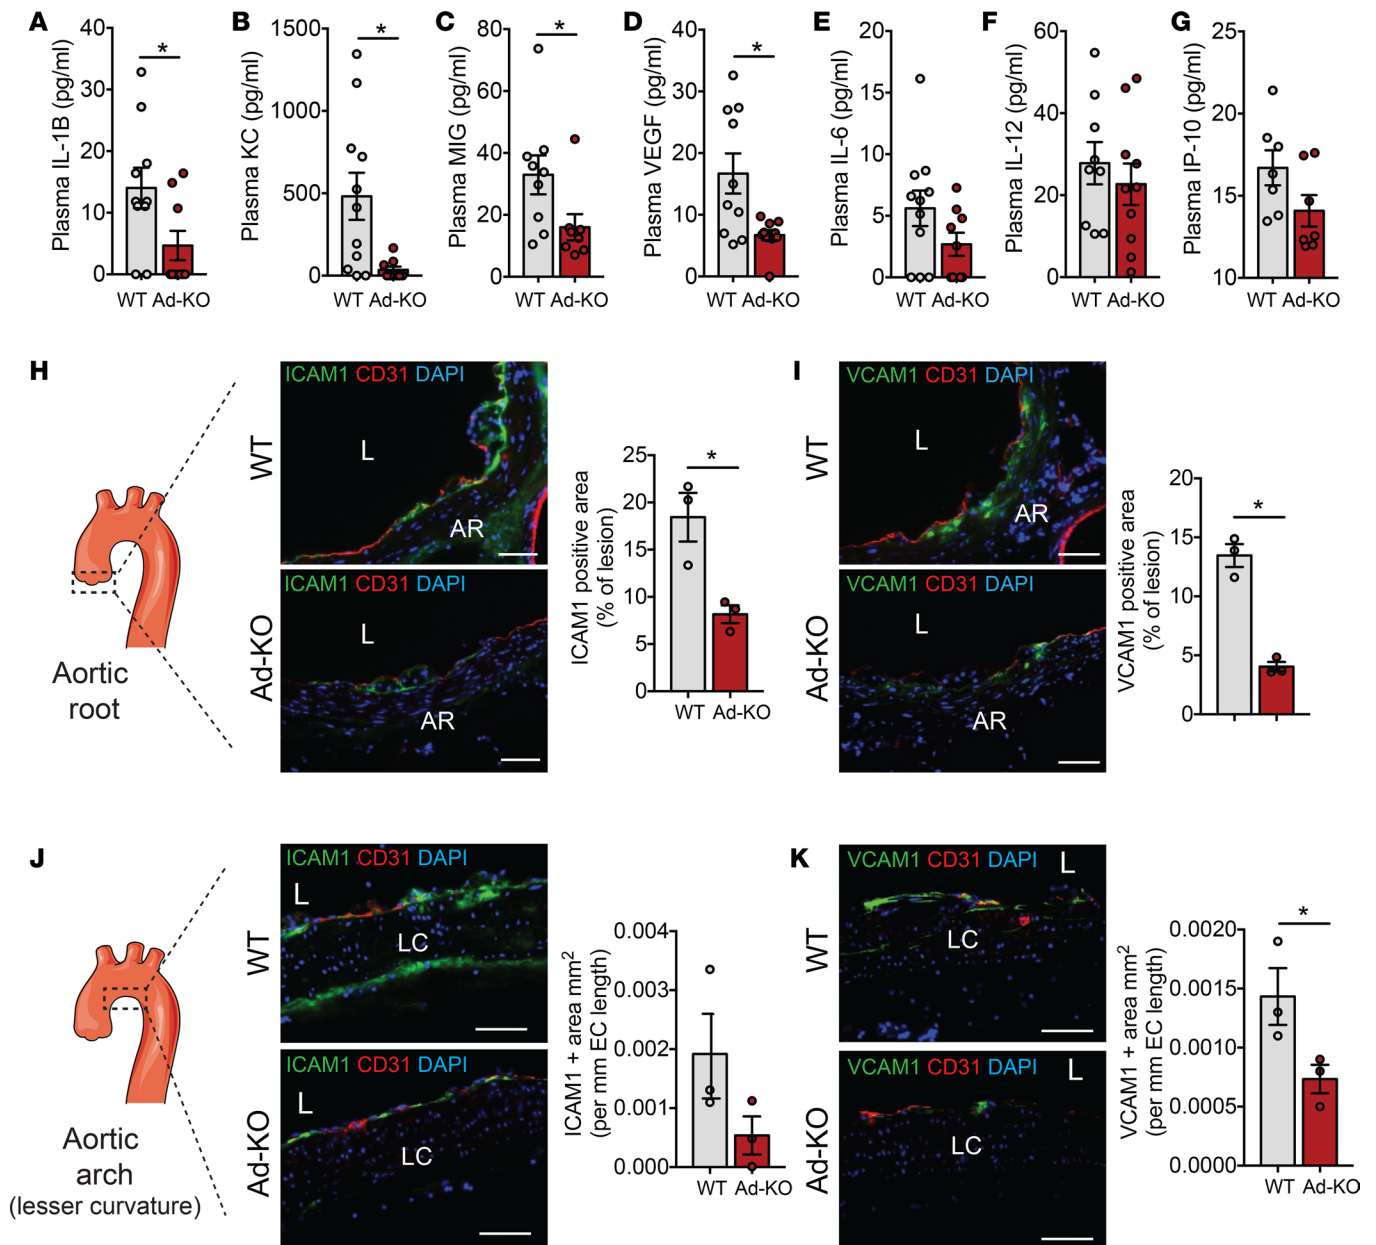 A
Plasma IL-1B (pg/ml)
40
30
20
10
0
*
WT Ad-KO
B
Plasma KC (pg/ml)
1500
1000
500
0
*
WT Ad-KO
C
Plasma MIG (pg/ml)
80
60
40
20
0
*
WT Ad-KO
D
Plasma VEGF (pg/ml)
40
30
20
10
0
*
WT Ad-KO
E
Plasma IL-6 (pg/ml)
20
15
10
5
0
WT Ad-KO
F
Plasma IL-12 (pg/ml)
60
40
20
0
WT Ad-KO
G
Plasma IP-10 (pg/ml)
25
20
15
10
WT Ad-KO
H
Aortic
root
WT
ICAM1 CD31 DAPI
L
AR
Ad-KO
ICAM1 CD31 DAPI
L
AR
ICAM1 positive area
(% of lesion)
25
20
15
10
5
0
*
WT Ad-KO
I
WT
VCAM1 CD31 DAPI
L
AR
Ad-KO
VCAM1 CD31 DAPI
L
AR
VCAM1 positive area
(% of lesion)
20
15
10
5
0
*
J
Aortic
arch
(lesser curvature)
WT
ICAM1 CD31 DAPI
L
LC
Ad-KO
ICAM1 CD31 DAPI
L
LC
ICAM1 + area mm²
(per mm EC length)
0.004
0.003
0.002
0.001
0.000
WT Ad-KO
K
WT
VCAM1 CD31 DAPI
L
LC
Ad-KO
VCAM1 CD31 DAPI
L
LC
VCAM1 + area mm²
(per mm EC length)
0.0020
0.0015
0.0010
0.0005
0.0000
*
WT Ad-KO